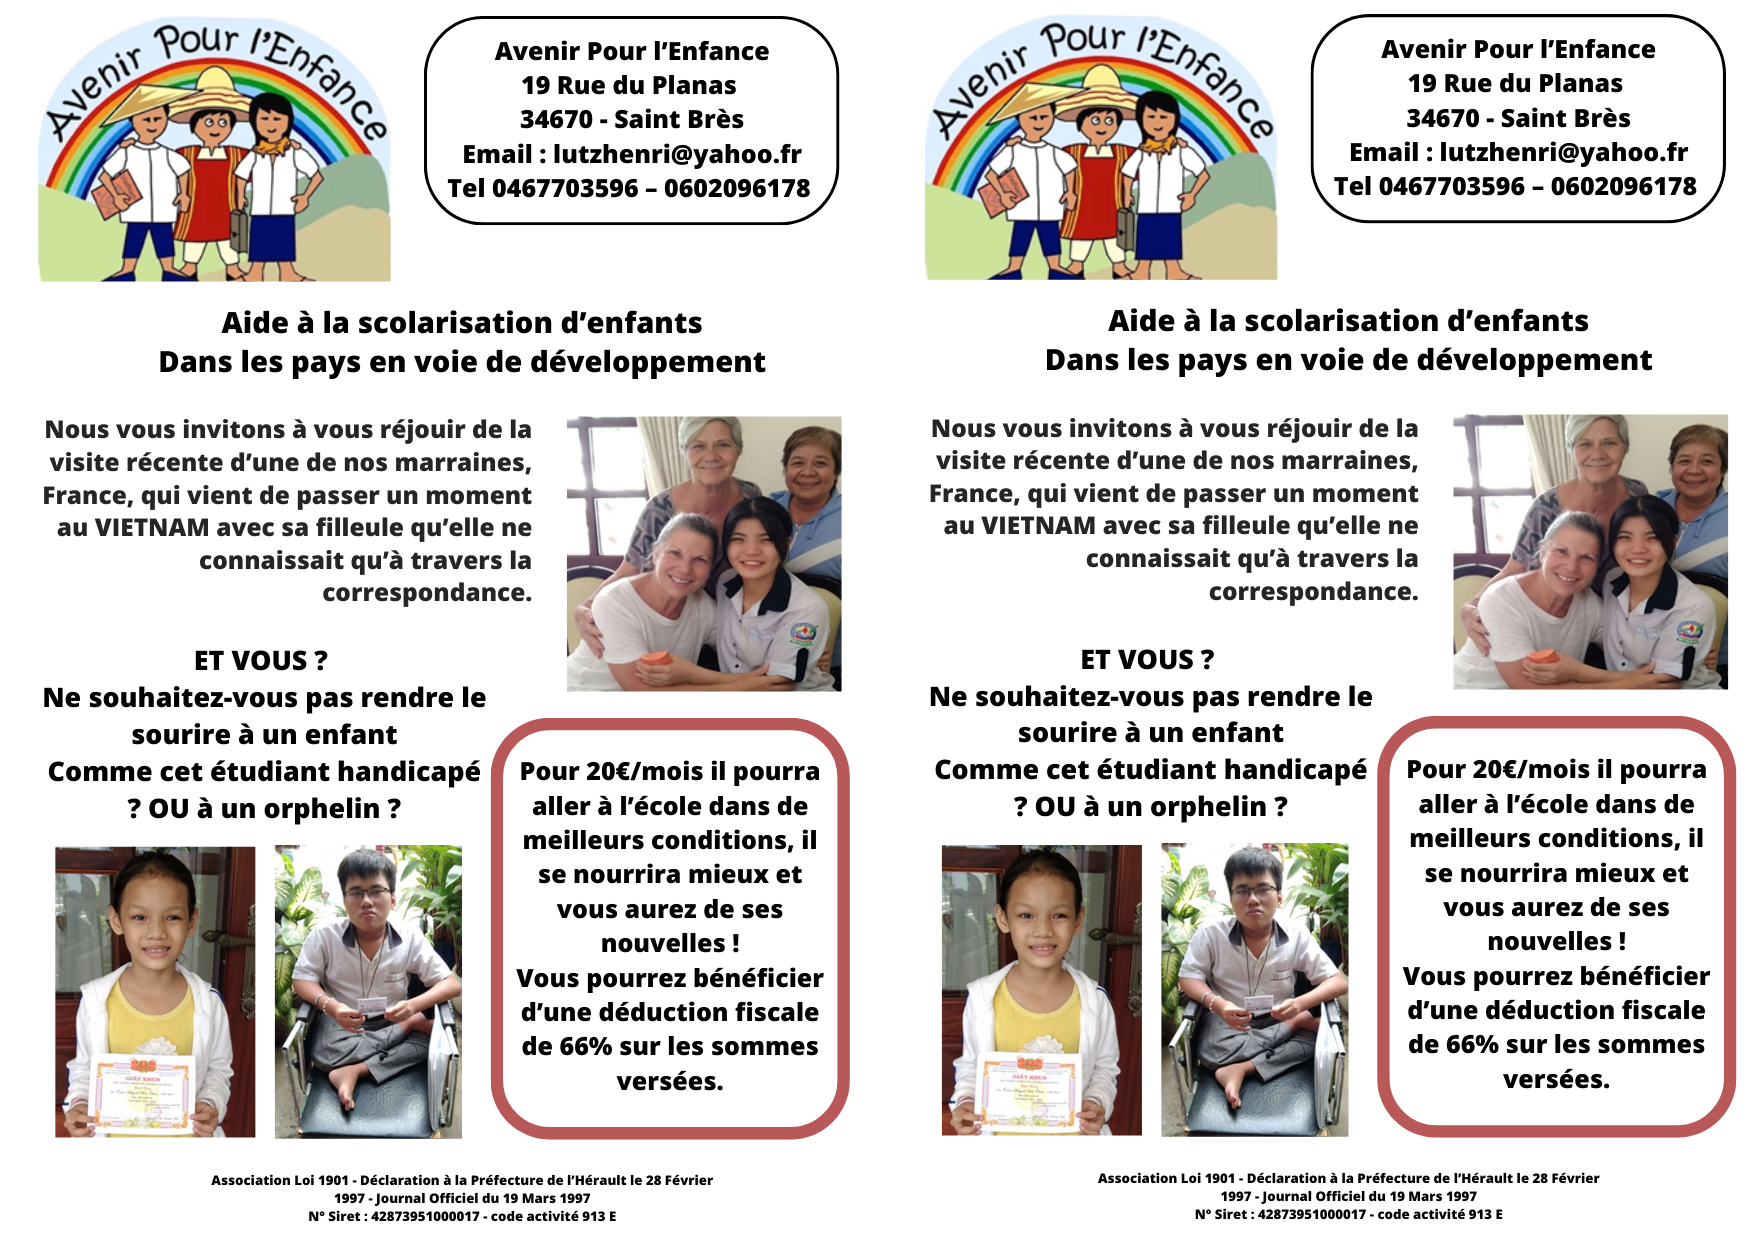 Avenir Pour l'Enfance
Avenir Pour l’Enfance
19 Rue du Planas
34670 - Saint Brès
Email : lutzhenri@yahoo.fr
Tel 0467703596 – 0602096178
Aide à la scolarisation d’enfants
Dans les pays en voie de développement
Nous vous invitons à vous réjouir de la
visite récente d’une de nos marraines,
France, qui vient de passer un moment
au VIETNAM avec sa filleule qu’elle ne
connaissait qu’à travers la
correspondance.
ET VOUS ?
Ne souhaitez-vous pas rendre le
sourire à un enfant
Comme cet étudiant handicapé
? OU à un orphelin ?
GIẤY KHEN
Pour 20€/mois il pourra
aller à l’école dans de
meilleurs conditions, il
se nourrira mieux et
vous aurez de ses
nouvelles !
Vous pourrez bénéficier
d’une déduction fiscale
de 66% sur les sommes
versées.
Association Loi 1901 - Déclaration à la Préfecture de l’Hérault le 28 Février
1997 - Journal Officiel du 19 Mars 1997
N° Siret : 42873951000017 - code activité 913 E
Avenir Pour l'Enfance
Avenir Pour l’Enfance
19 Rue du Planas
34670 - Saint Brès
Email : lutzhenri@yahoo.fr
Tel 0467703596 – 0602096178
Aide à la scolarisation d’enfants
Dans les pays en voie de développement
Nous vous invitons à vous réjouir de la
visite récente d’une de nos marraines,
France, qui vient de passer un moment
au VIETNAM avec sa filleule qu’elle ne
connaissait qu’à travers la
correspondance.
ET VOUS ?
Ne souhaitez-vous pas rendre le
sourire à un enfant
Comme cet étudiant handicapé
? OU à un orphelin ?
GIẤY KHEN
Pour 20€/mois il pourra
aller à l’école dans de
meilleurs conditions, il
se nourrira mieux et
vous aurez de ses
nouvelles !
Vous pourrez bénéficier
d’une déduction fiscale
de 66% sur les sommes
versées.
Association Loi 1901 - Déclaration à la Préfecture de l’Hérault le 28 Février
1997 - Journal Officiel du 19 Mars 1997
N° Siret : 42873951000017 - code activité 913 E